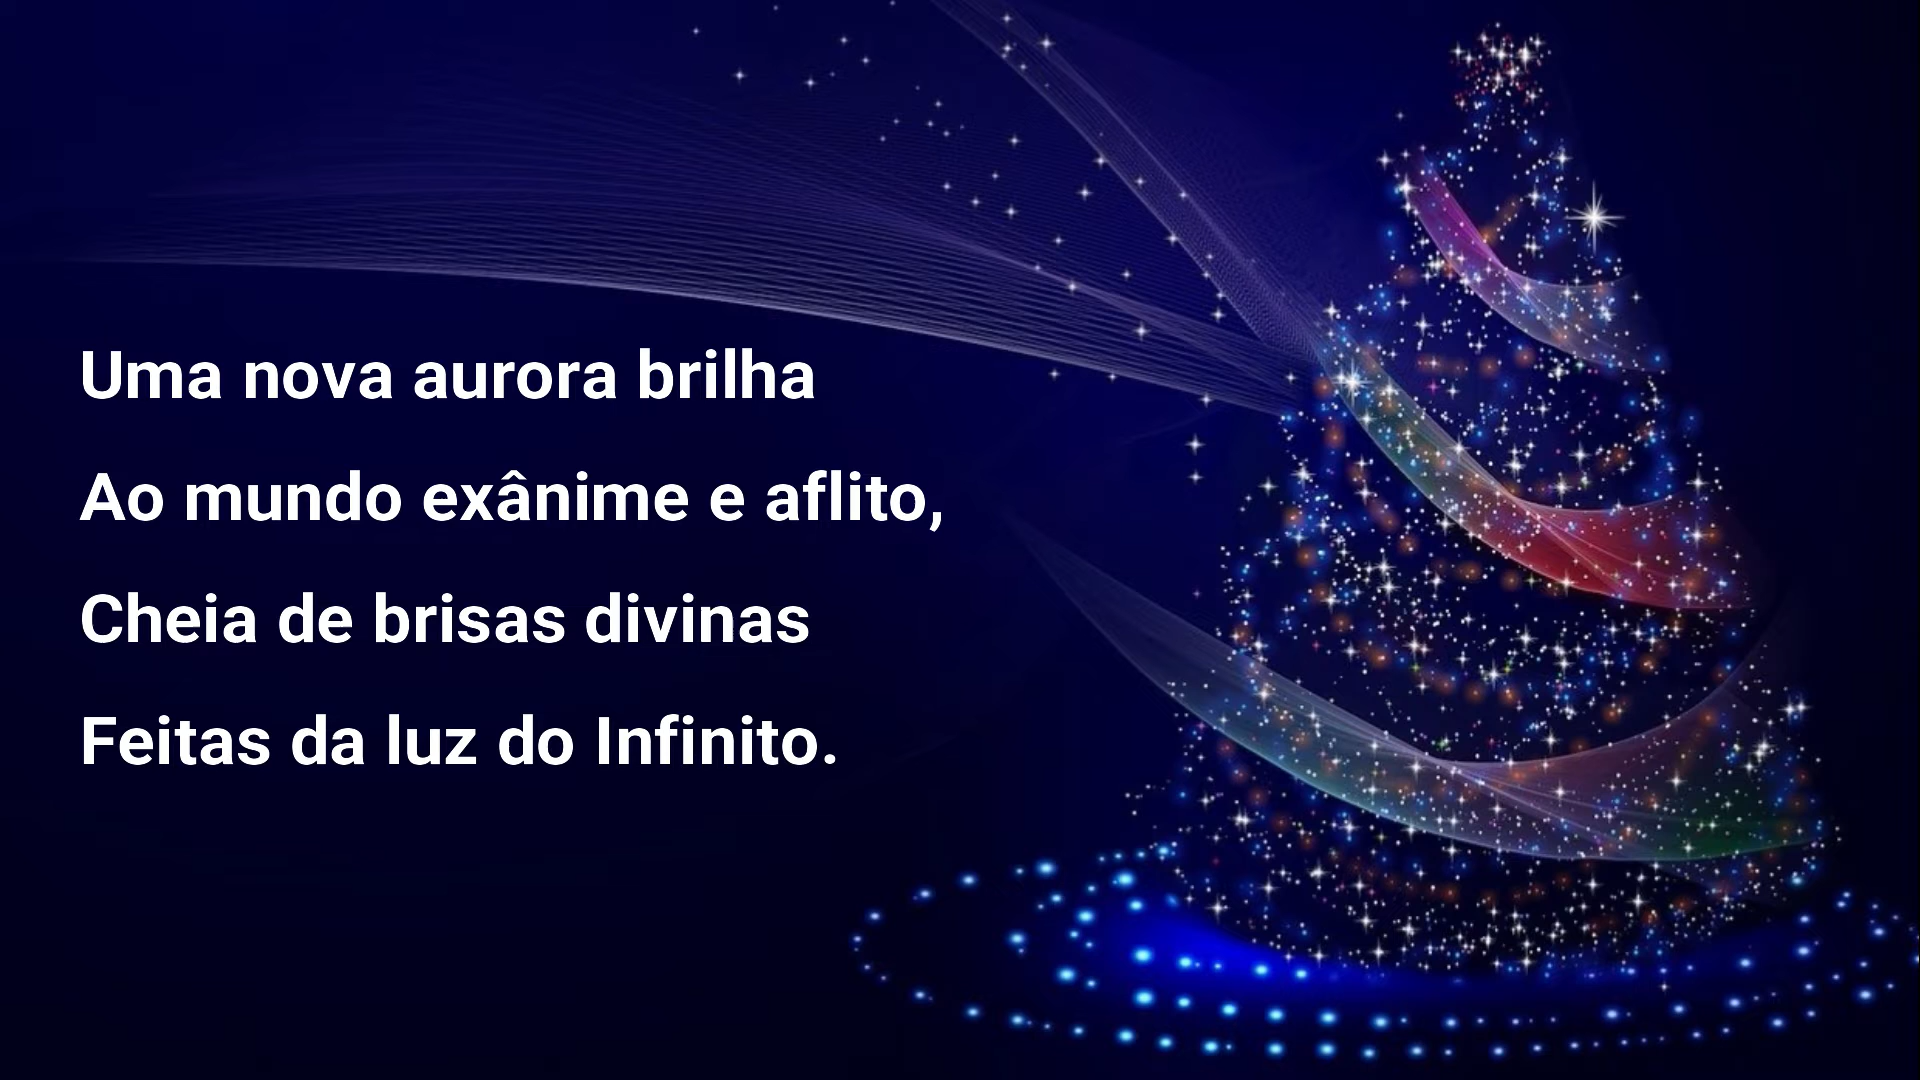 Uma nova aurora brilha
Ao mundo exânime e aflito,
Cheia de brisas divinas
Feitas da luz do Infinito.